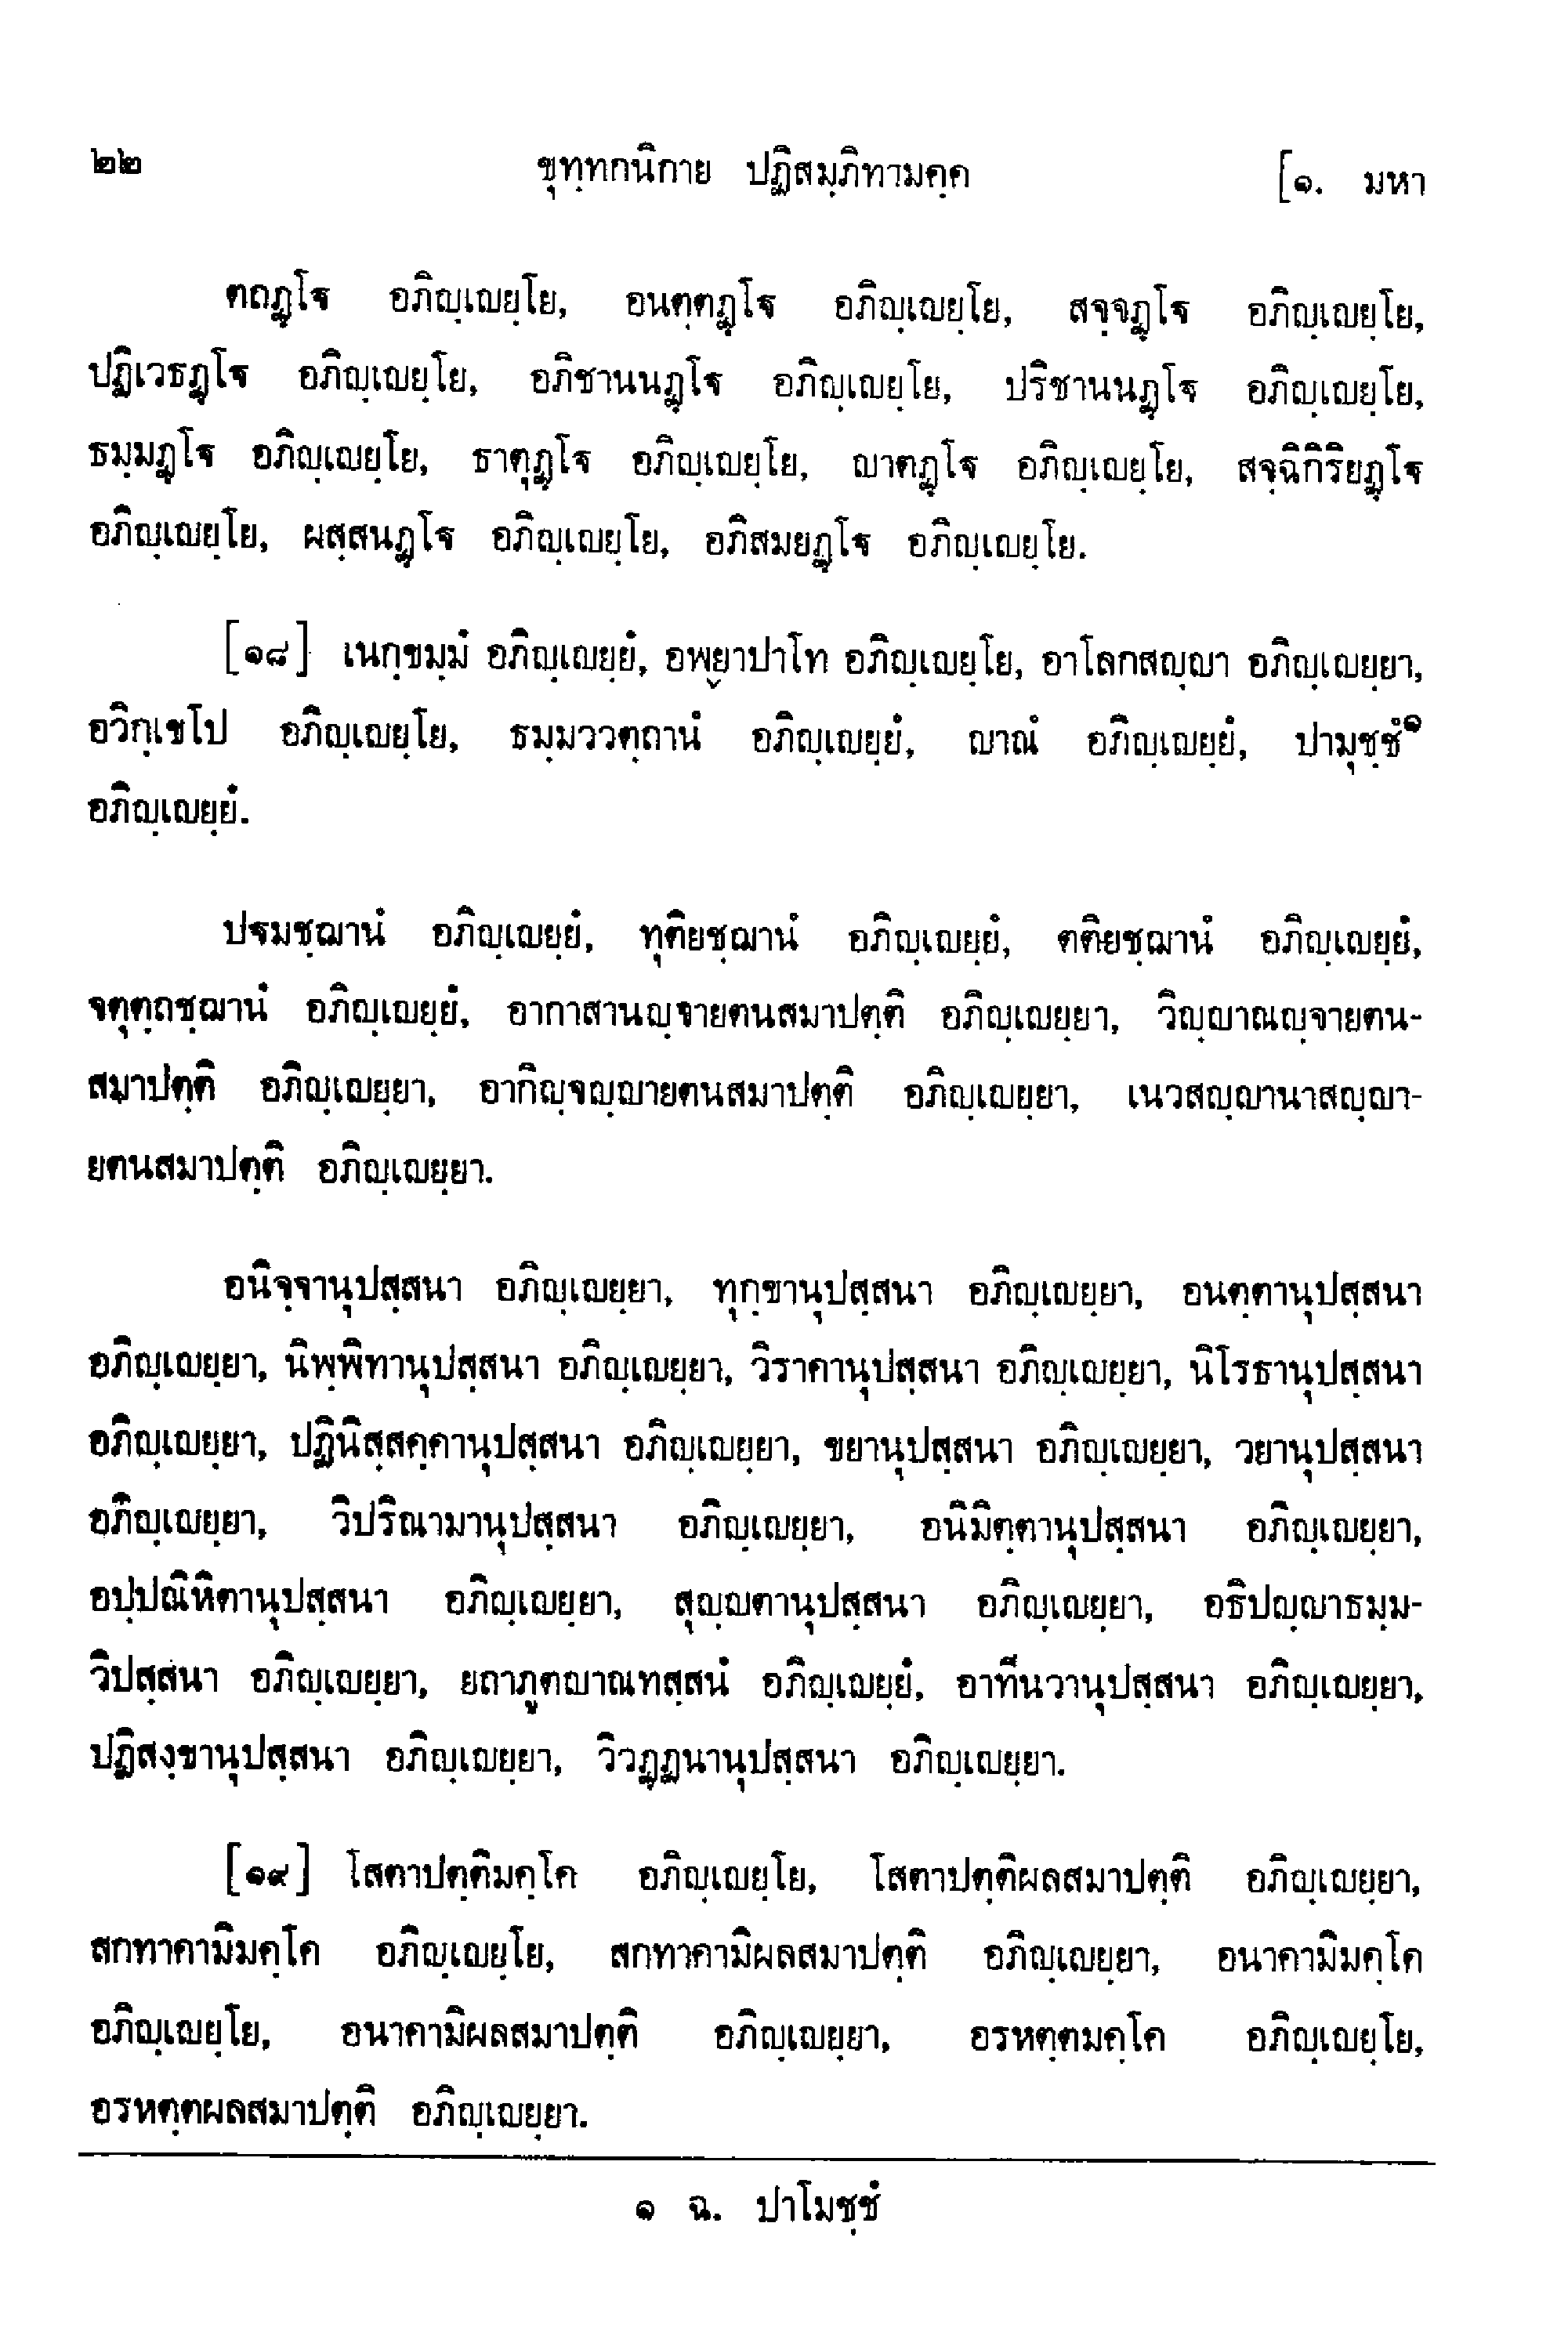 ๒๒ ขุทฺทกนิกาย ปฏิสมฺภิทามคฺค [๑. มหา
ตถฏฺโฐ อภิญฺเญยฺโย, อนตฺตฏฺโฐ อภิญฺเญยฺโย, สจฺจฏฺโฐ อภิญฺเญยฺโย,
ปฏิเวธฏฺโฐ อภิญฺเญยฺโย, อภิชานนฏฺโฐ อภิญฺเญยฺโย, ปริชานนฏฺโฐ อภิญฺเญยฺโย,
ธมฺมฏฺโฐ อภิญฺเญยฺโย, ธาตุฏฺโฐ อภิญฺเญยฺโย, ญาตฏฺโฐ อภิญฺเญยฺโย, สจฺฉิกิริยฏฺโฐ
อภิญฺเญยฺโย, ผสฺสนฏฺโฐ อภิญฺเญยฺโย, อภิสมยฏฺโฐ อภิญฺเญยฺโย.
[๑๘] เนกฺขมฺมํ อภิญฺเญยฺยํ, อพฺยาปาโท อภิญฺเญยฺโย, อาโลกสญฺญา อภิญฺเญยฺยา,
อวิกฺเขโป อภิญฺเญยฺโย, ธมฺมววตฺถานํ อภิญฺเญยฺยํ, ญาณํ อภิญฺเญยฺยํ, ปามุชฺชํ๑
อภิญฺเญยฺยํ.
ปฐมชฺฌานํ อภิญฺเญยฺยํ, ทุติยชฺฌานํ อภิญฺเญยฺยํ, ตติยชฺฌานํ อภิญฺเญยฺยํ,
จตุตฺถชฺฌานํ อภิญฺเญยฺยํ, อากาสานญฺจายตนสมาปตฺติ อภิญฺเญยฺยา, วิญฺญาณญฺจายตน-
สมาปตฺติ อภิญฺเญยฺยา, อากิญฺจญฺญายตนสมาปตฺติ อภิญฺเญยฺยา, เนวสญฺญานาสญฺญา-
ยตนสมาปตฺติ อภิญฺเญยฺยา.
อนิจฺจานุปสฺสนา อภิญฺเญยฺยา, ทุกฺขานุปสฺสนา อภิญฺเญยฺยา, อนตฺตานุปสฺสนา
อภิญฺเญยฺยา, นิพฺพิทานุปสฺสนา อภิญฺเญยฺยา, วิราคานุปสฺสนา อภิญฺเญยฺยา, นิโรธานุปสฺสนา
อภิญฺเญยฺยา, ปฏินิสฺสคฺคานุปสฺสนา อภิญฺเญยฺยา, ขยานุปสฺสนา อภิญฺเญยฺยา, วยานุปสฺสนา
อภิญฺเญยฺยา, วิปริณามานุปสฺสนา อภิญฺเญยฺยา, อนิมิตฺตานุปสฺสนา อภิญฺเญยฺยา,
อปฺปณิหิตานุปสฺสนา อภิญฺเญยฺยา, สุญฺญตานุปสฺสนา อภิญฺเญยฺยา, อธิปญฺญาธมฺม-
วิปสฺสนา อภิญฺเญยฺยา, ยถาภูตญาณทสฺสนํ อภิญฺเญยฺยํ, อาทีนวานุปสฺสนา อภิญฺเญยฺยา,
ปฏิสงฺขานุปสฺสนา อภิญฺเญยฺยา, วิวฏฺฏนานุปสฺสนา อภิญฺเญยฺยา.
[๑๙] โสตาปตฺติมคฺโค อภิญฺเญยฺโย, โสตาปตฺติผลสมาปตฺติ อภิญฺเญยฺยา,
สกทาคามิมคฺโค อภิญฺเญยฺโย, สกทาคามิผลสมาปตฺติ อภิญฺเญยฺยา, อนาคามิมคฺโค
อภิญฺเญยฺโย, อนาคามิผลสมาปตฺติ อภิญฺเญยฺยา, อรหตฺตมคฺโค อภิญฺเญยฺโย,
อรหตฺตผลสมาปตฺติ อภิญฺเญยฺยา.
๑ ฉ. ปาโมชฺชํ